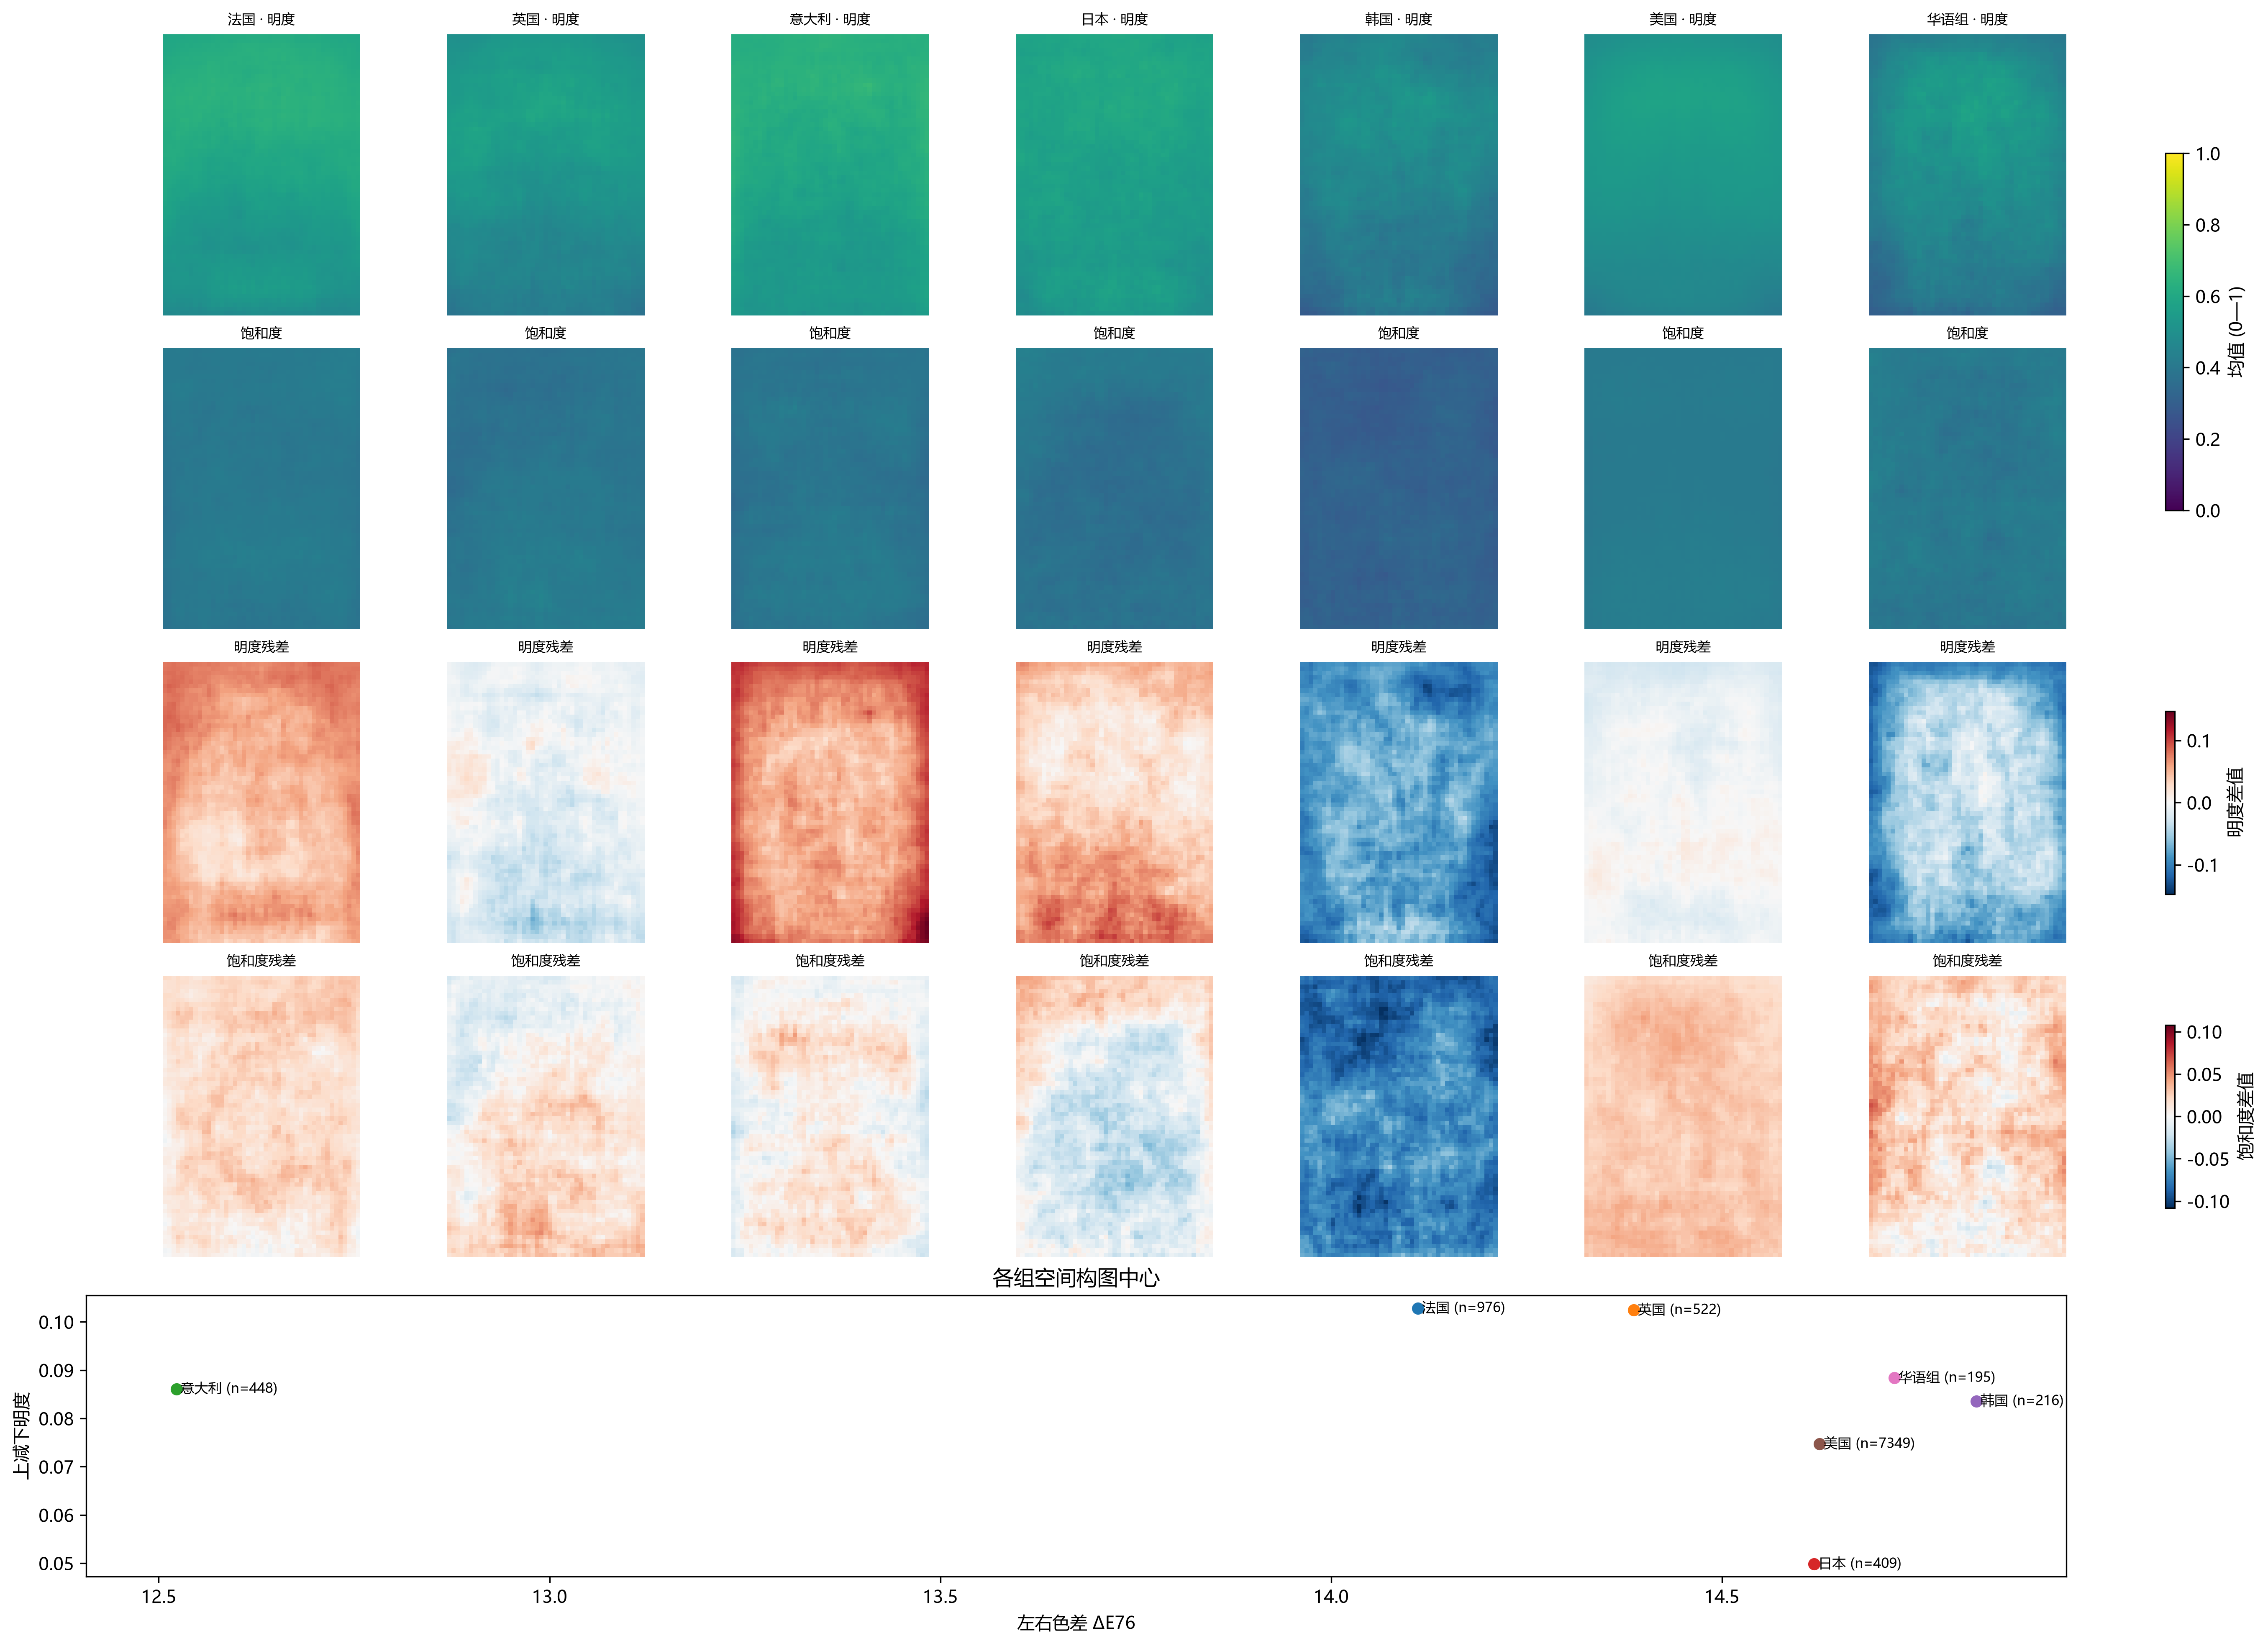 法国 · 明度
英国 · 明度
意大利 · 明度
日本 · 明度
韩国 · 明度
美国 · 明度
华语组 · 明度
1.0
0.8
0.6
0.4
0.2
0.0
均值 (0—1)
饱和度
饱和度
饱和度
饱和度
饱和度
饱和度
饱和度
明度残差
明度残差
明度残差
明度残差
明度残差
明度残差
明度残差
0.1
0.0
-0.1
明度差值
饱和度残差
饱和度残差
饱和度残差
饱和度残差
饱和度残差
饱和度残差
饱和度残差
0.10
0.05
0.00
-0.05
-0.10
饱和度差值
各组空间构图中心
上减下明度
0.10
0.09
0.08
0.07
0.06
0.05
法国 (n=976)
英国 (n=522)
意大利 (n=448)
华语组 (n=195)
韩国 (n=216)
美国 (n=7349)
日本 (n=409)
12.5
13.0
13.5
14.0
14.5
左右色差 ΔE76